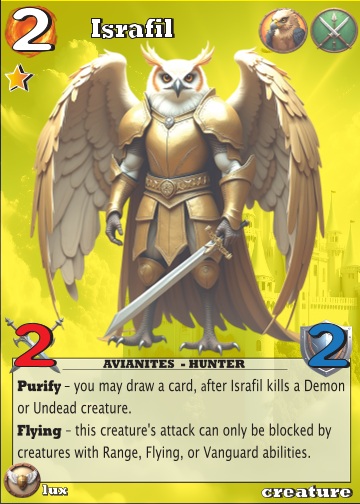 2 Israfil
2 2
AVIANITES - HUNTER
Purify - you may draw a card, after Israfil kills a Demon
or Undead creature.
Flying - this creature's attack can only be blocked by
creatures with Range, Flying, or Vanguard abilities.
lux creature